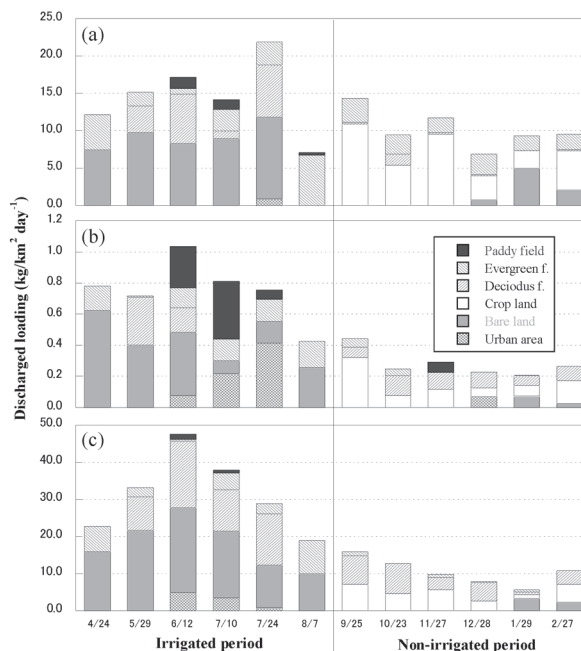 25.0
(a)
20.0
15.0
10.0
5.0
0.0
1.2
(b)
1.0
0.8
0.6
0.4
0.2
0.0
Paddy field
Evergreen f.
Deciodus f.
Crop land
Bare land
Urban area
50.0
(c)
40.0
30.0
20.0
10.0
0.0
Discharged loading (kg/km² day⁻¹)
4/24 5/29 6/12 7/10 7/24 8/7 9/25 10/23 11/27 12/28 1/29 2/27
Irrigated period Non-irrigated period